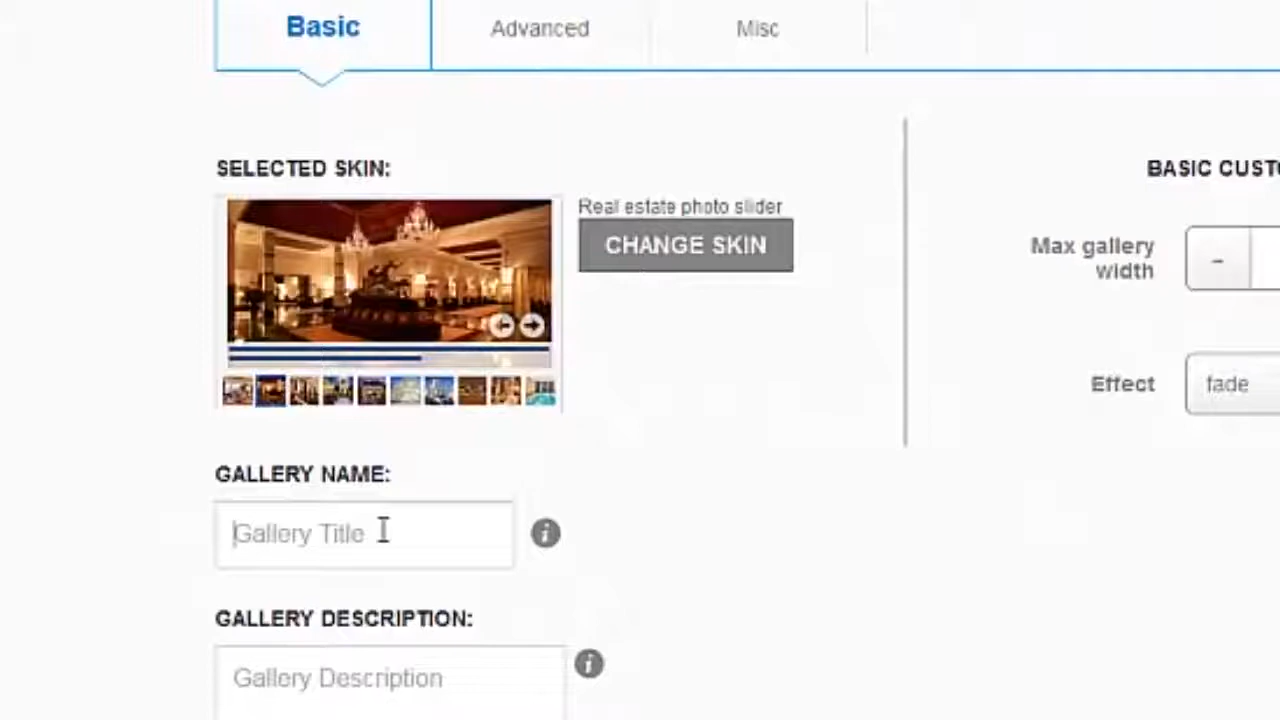 Basic
Advanced
Misc
SELECTED SKIN:
Real estate photo slider
CHANGE SKIN
GALLERY NAME:
Gallery Title
GALLERY DESCRIPTION:
Gallery Description
BASIC CUSTO
Max gallery
width
-
Effect
fade